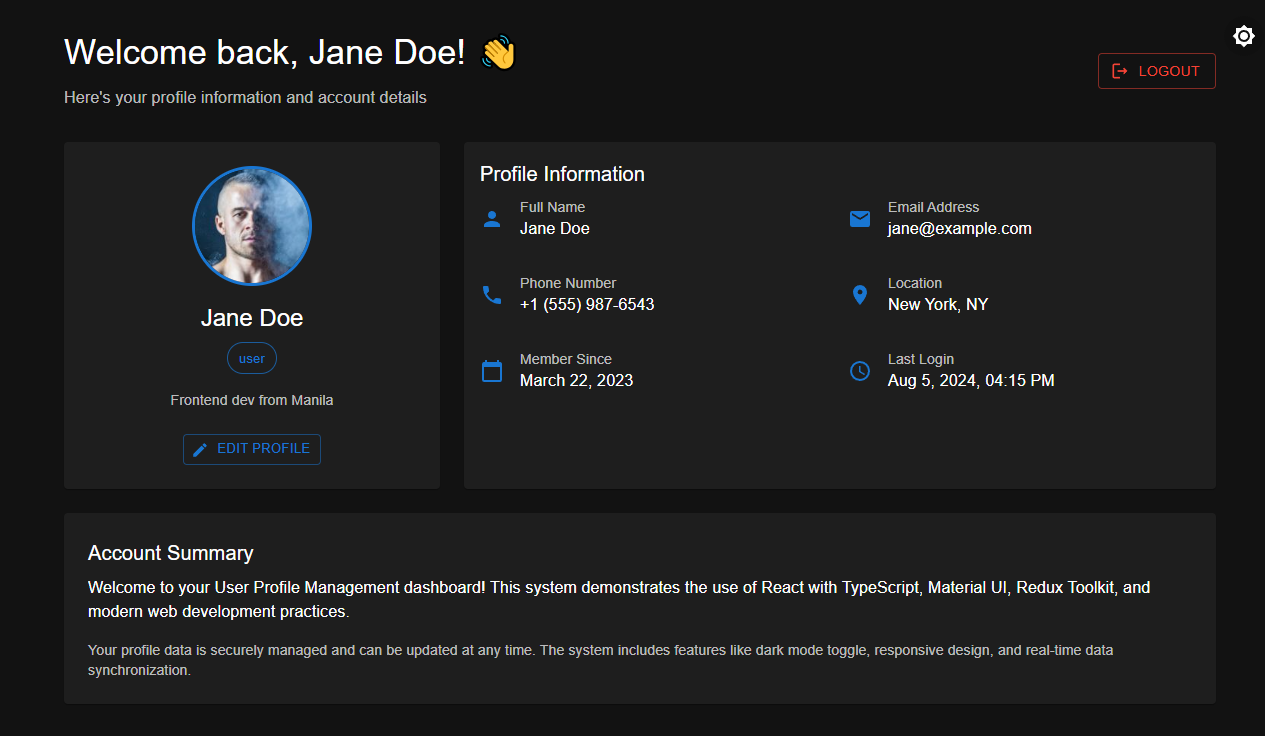 Welcome back, Jane Doe! 👋
Here's your profile information and account details
LOGOUT
Jane Doe
user
Frontend dev from Manila
EDIT PROFILE
Profile Information
Full Name
Jane Doe
Email Address
jane@example.com
Phone Number
+1 (555) 987-6543
Location
New York, NY
Member Since
March 22, 2023
Last Login
Aug 5, 2024, 04:15 PM
Account Summary
Welcome to your User Profile Management dashboard! This system demonstrates the use of React with TypeScript, Material UI, Redux Toolkit, and
modern web development practices.
Your profile data is securely managed and can be updated at any time. The system includes features like dark mode toggle, responsive design, and real-time data
synchronization.